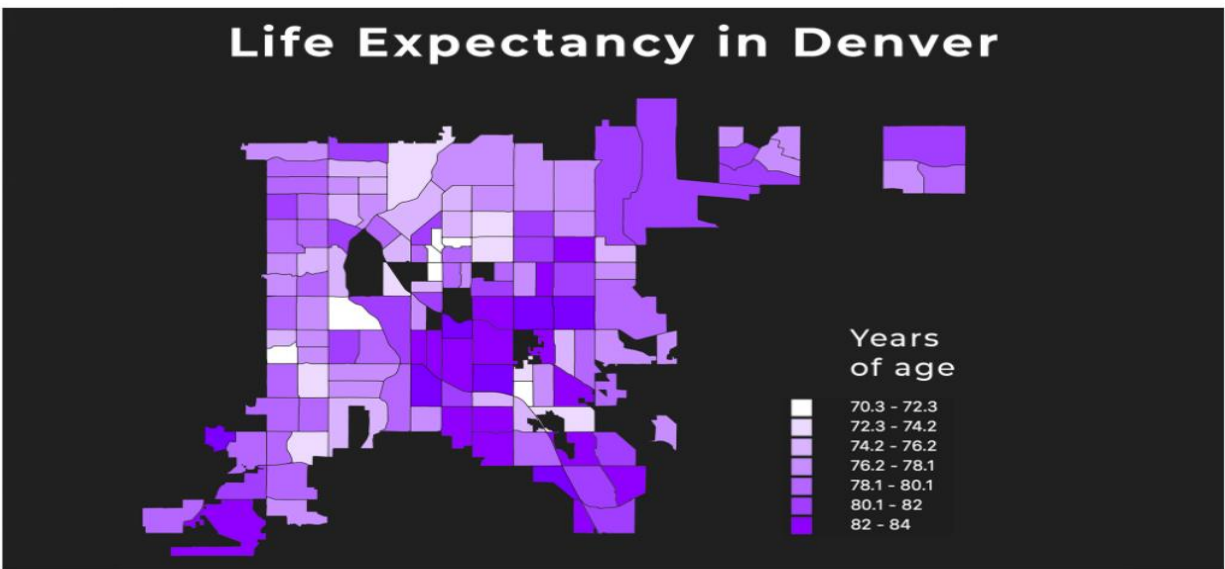 Life Expectancy in Denver
Years
of age
70.3 - 72.3
72.3 - 74.2
74.2 - 76.2
76.2 - 78.1
78.1 - 80.1
80.1 - 82
82 - 84